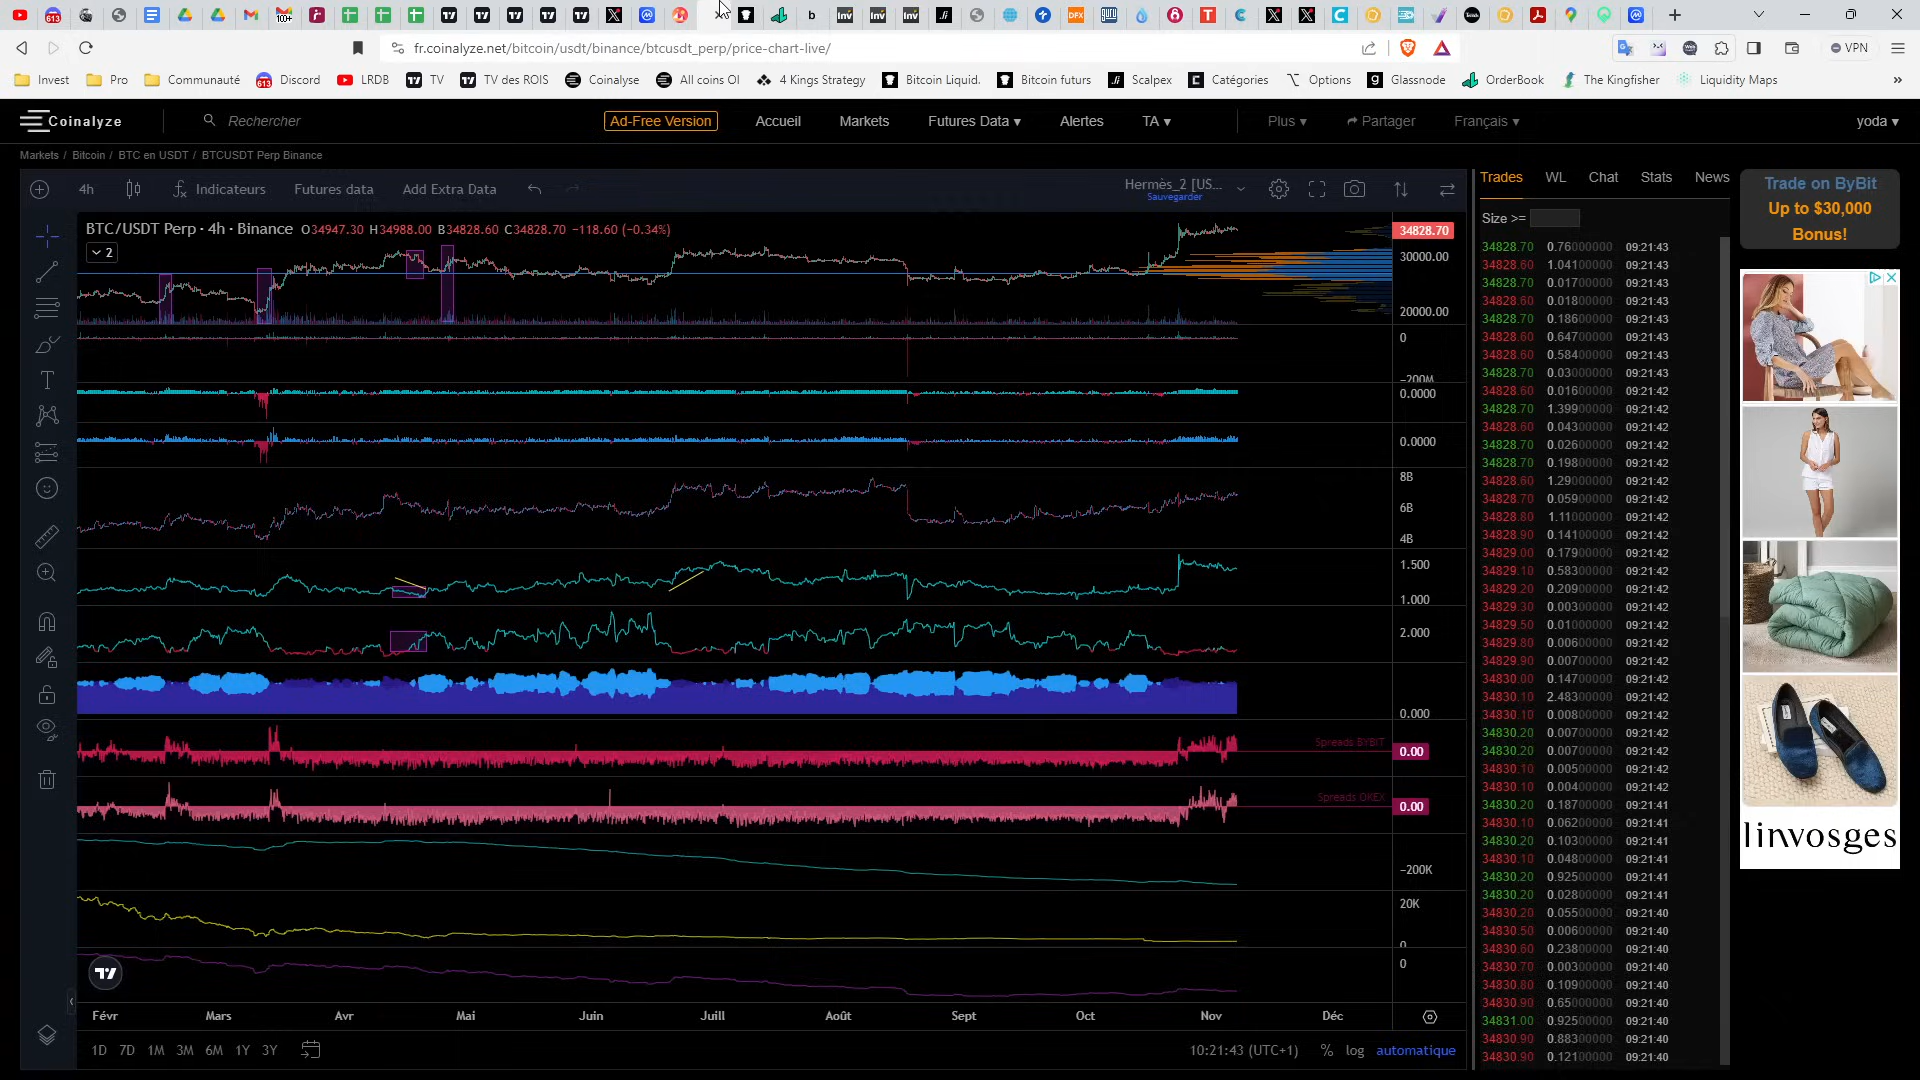 613
100+
fr.coinalyze.net/bitcoin/usdt/binance/btcusdt_perp/price-chart-live/
VPN
Invest Pro Communauté Discord LRDB TV TV des ROIS Coinalyse All coins OI 4 Kings Strategy Bitcoin Liquid. Bitcoin futurs Scalpex Catégories Options Glassnode OrderBook The Kingfisher Liquidity Maps »
Coinalyze Rechercher Ad-Free Version Accueil Markets Futures Data ▾ Alertes TA ▾ Plus ▾ Partager Français ▾ yoda ▾
Markets / Bitcoin / BTC en USDT / BTCUSDT Perp Binance
4h Indicateurs Futures data Add Extra Data Hermès_2 [US...
Sauvegarder
BTC/USDT Perp · 4h · Binance O34947.30 H34988.00 B34828.60 C34828.70 −118.60 (−0.34%)
2
34828.70
30000.00
20000.00
0
−200M
0.0000
0.0000
8B
6B
4B
1.500
1.000
2.000
0.000
Spreads BYBIT 0.00
Spreads OKEX 0.00
−200K
20K
0
0
Févr Mars Avr Mai Juin Juill Août Sept Oct Nov Déc
1D 7D 1M 3M 6M 1Y 3Y 10:21:43 (UTC+1) % log automatique
Trades WL Chat Stats News
Size >=
34828.70 0.76000000 09:21:43
34828.60 1.04100000 09:21:43
34828.70 0.01700000 09:21:43
34828.60 0.01800000 09:21:43
34828.70 0.18600000 09:21:43
34828.60 0.64700000 09:21:43
34828.60 0.58400000 09:21:43
34828.70 0.03000000 09:21:43
34828.60 0.01600000 09:21:42
34828.70 1.39900000 09:21:42
34828.60 0.04300000 09:21:42
34828.70 0.02600000 09:21:42
34828.70 0.19800000 09:21:42
34828.60 1.29000000 09:21:42
34828.70 0.05900000 09:21:42
34828.80 1.11000000 09:21:42
34828.90 0.14100000 09:21:42
34829.00 0.17900000 09:21:42
34829.10 0.58300000 09:21:42
34829.20 0.20900000 09:21:42
34829.30 0.00300000 09:21:42
34829.50 0.01000000 09:21:42
34829.80 0.00600000 09:21:42
34829.90 0.00700000 09:21:42
34830.00 0.14700000 09:21:42
34830.10 2.48300000 09:21:42
34830.10 0.00800000 09:21:42
34830.20 0.00700000 09:21:42
34830.20 0.00700000 09:21:42
34830.10 0.00500000 09:21:42
34830.10 0.00400000 09:21:42
34830.20 0.18700000 09:21:41
34830.10 0.06200000 09:21:41
34830.20 0.10300000 09:21:41
34830.10 0.04800000 09:21:41
34830.20 0.92500000 09:21:41
34830.20 0.02800000 09:21:41
34830.20 0.05500000 09:21:40
34830.50 0.00600000 09:21:40
34830.60 0.23800000 09:21:40
34830.70 0.00300000 09:21:40
34830.80 0.10900000 09:21:40
34830.90 0.65000000 09:21:40
34831.00 0.92500000 09:21:40
34830.90 0.88300000 09:21:40
34830.90 0.12100000 09:21:40
Trade on ByBit
Up to $30,000
Bonus!
linvosges